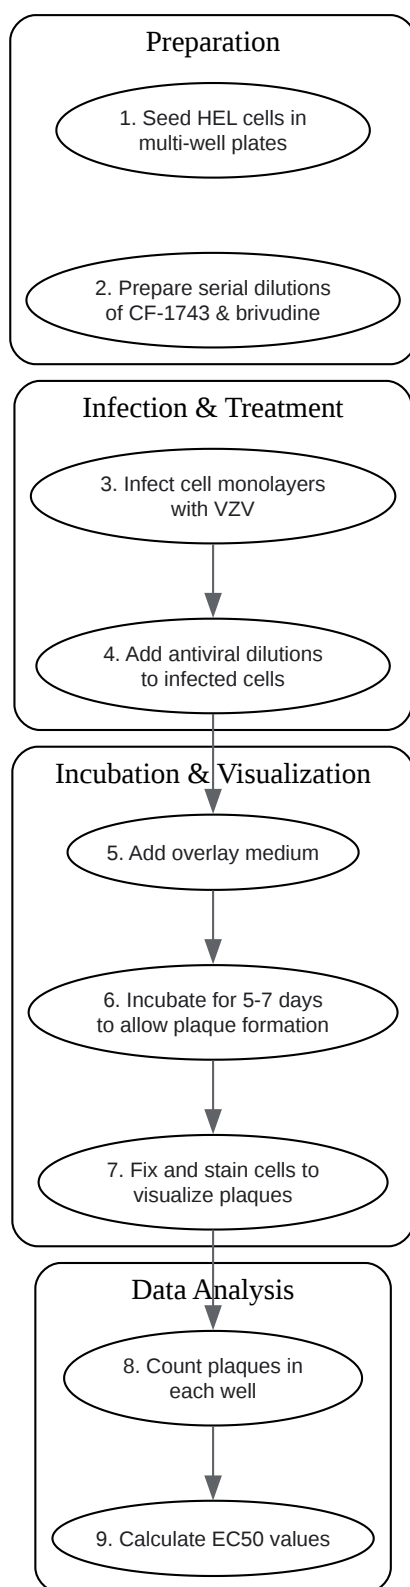 Preparation
1. Seed HEL cells in
multi-well plates
2. Prepare serial dilutions
of CF-1743 & brivudine
Infection & Treatment
3. Infect cell monolayers
with VZV
4. Add antiviral dilutions
to infected cells
Incubation & Visualization
5. Add overlay medium
6. Incubate for 5-7 days
to allow plaque formation
7. Fix and stain cells to
visualize plaques
Data Analysis
8. Count plaques in
each well
9. Calculate EC50 values